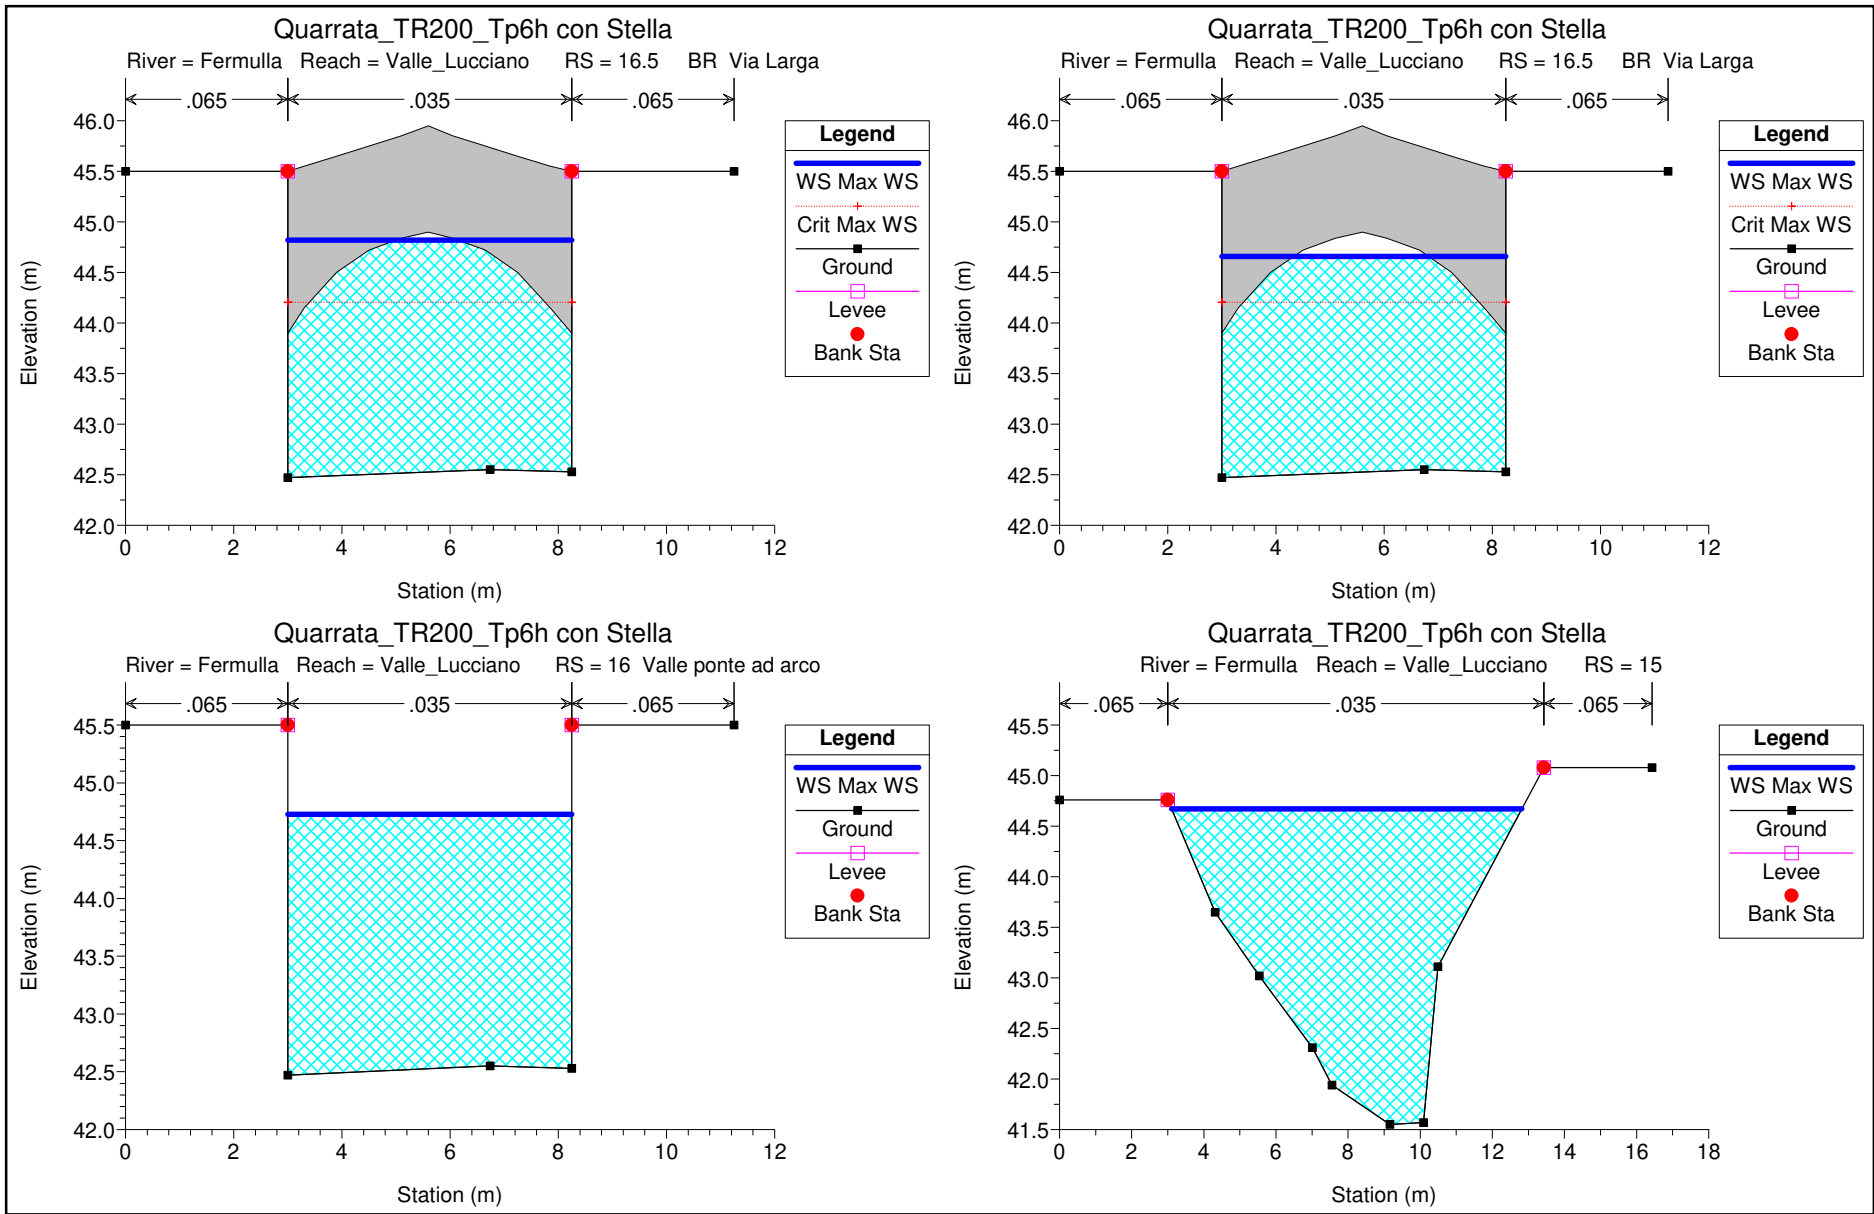 Quarrata_TR200_Tp6h con Stella
River = Fermulla Reach = Valle_Lucciano RS = 16.5 BR Via Larga
.065 .035 .065
46.0
45.5
45.0
44.5
44.0
43.5
43.0
42.5
42.0
Elevation (m)
0 2 4 6 8 10 12
Station (m)
Legend
WS Max WS
Crit Max WS
Ground
Levee
Bank Sta
Quarrata_TR200_Tp6h con Stella
River = Fermulla Reach = Valle_Lucciano RS = 16.5 BR Via Larga
.065 .035 .065
46.0
45.5
45.0
44.5
44.0
43.5
43.0
42.5
42.0
Elevation (m)
0 2 4 6 8 10 12
Station (m)
Legend
WS Max WS
Crit Max WS
Ground
Levee
Bank Sta
Quarrata_TR200_Tp6h con Stella
River = Fermulla Reach = Valle_Lucciano RS = 16 Valle ponte ad arco
.065 .035 .065
45.5
45.0
44.5
44.0
43.5
43.0
42.5
42.0
Elevation (m)
0 2 4 6 8 10 12
Station (m)
Legend
WS Max WS
Ground
Levee
Bank Sta
Quarrata_TR200_Tp6h con Stella
River = Fermulla Reach = Valle_Lucciano RS = 15
.065 .035 .065
45.5
45.0
44.5
44.0
43.5
43.0
42.5
42.0
41.5
Elevation (m)
0 2 4 6 8 10 12 14 16 18
Station (m)
Legend
WS Max WS
Ground
Levee
Bank Sta